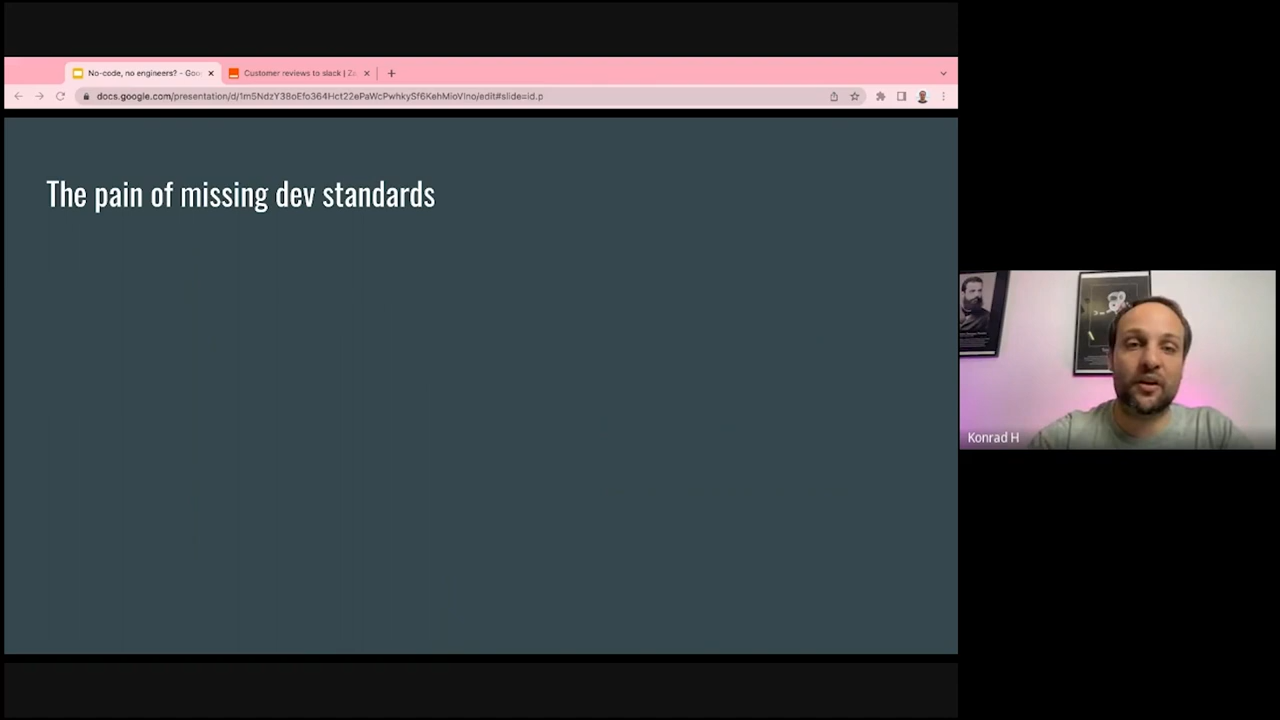 No-code, no engineers? - Goo
Customer reviews to slack | Za
docs.google.com/presentation/d/1m5NdzY38oEfo364Hct22ePaWcPwhkySf6KehMioVIno/edit#slide=id.p
The pain of missing dev standards
Konrad H